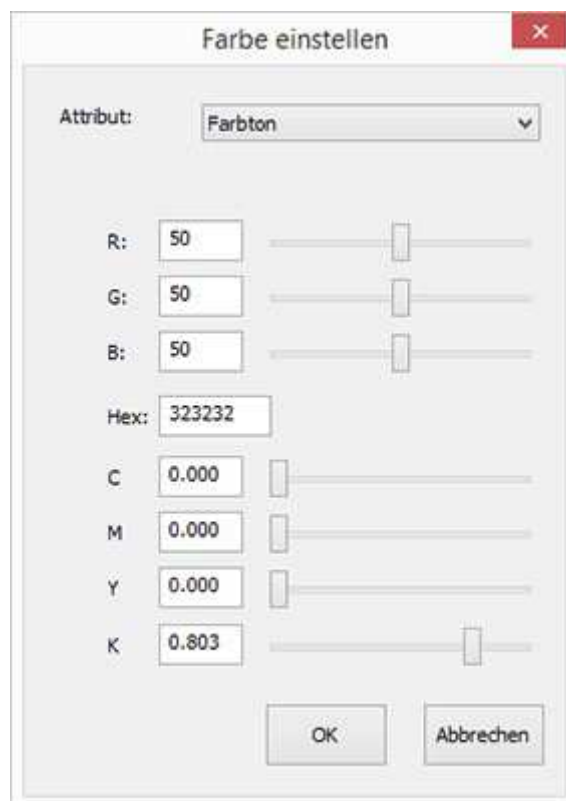 Farbe einstellen
Attribut: Farbton
R: 50
G: 50
B: 50
Hex: 323232
C 0.000
M 0.000
Y 0.000
K 0.803
OK Abbrechen